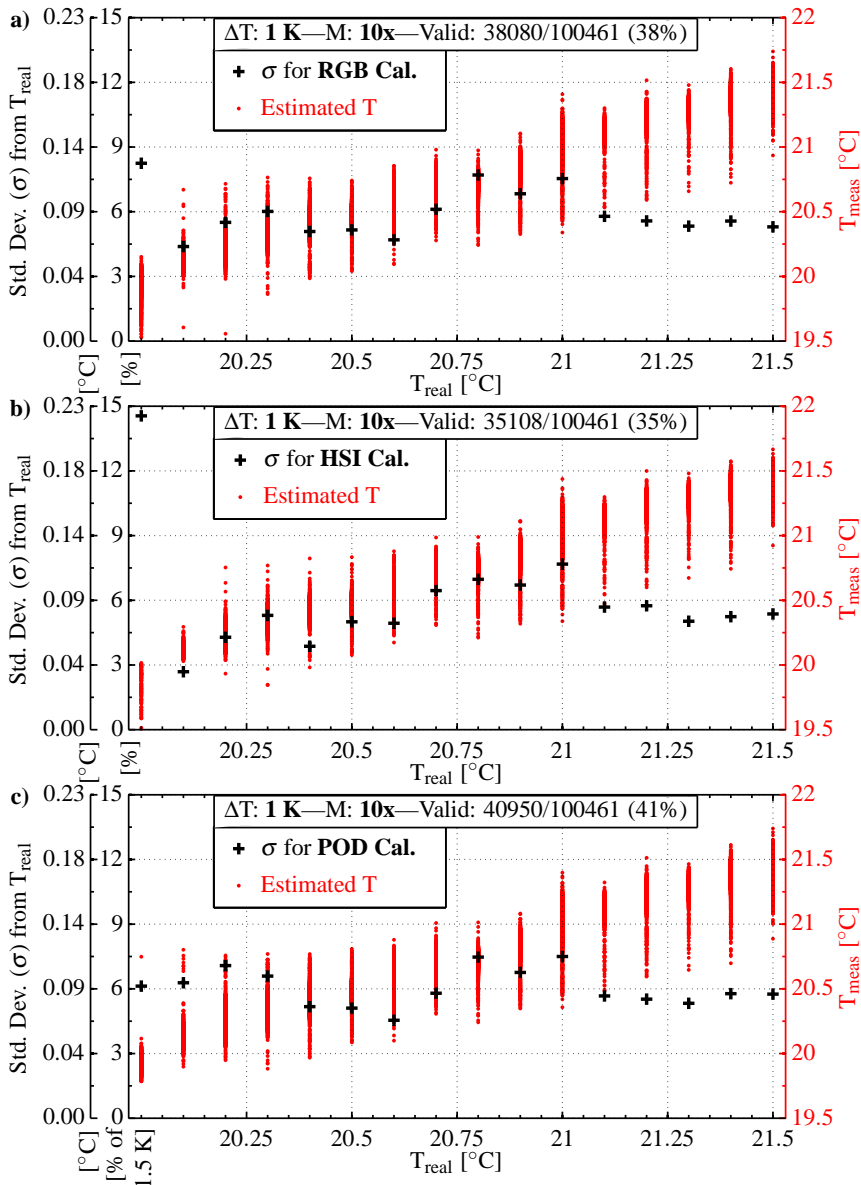 a)
ΔT: 1 K—M: 10x—Valid: 38080/100461 (38%)
σ for RGB Cal.
Estimated T
Std. Dev. (σ) from T_real
0.23
0.18
0.14
0.09
0.04
0.00
15
12
9
6
3
0
[°C]
[%]
22
21.5
21
20.5
20
19.5
T_meas [°C]
20.25 20.5 20.75 21 21.25 21.5
T_real [°C]
b)
ΔT: 1 K—M: 10x—Valid: 35108/100461 (35%)
σ for HSI Cal.
Estimated T
Std. Dev. (σ) from T_real
0.23
0.18
0.14
0.09
0.04
0.00
15
12
9
6
3
0
[°C]
[%]
22
21.5
21
20.5
20
19.5
T_meas [°C]
20.25 20.5 20.75 21 21.25 21.5
T_real [°C]
c)
ΔT: 1 K—M: 10x—Valid: 40950/100461 (41%)
σ for POD Cal.
Estimated T
Std. Dev. (σ) from T_real
0.23
0.18
0.14
0.09
0.04
0.00
15
12
9
6
3
0
[°C]
[% of
1.5 K]
22
21.5
21
20.5
20
19.5
T_meas [°C]
20.25 20.5 20.75 21 21.25 21.5
T_real [°C]